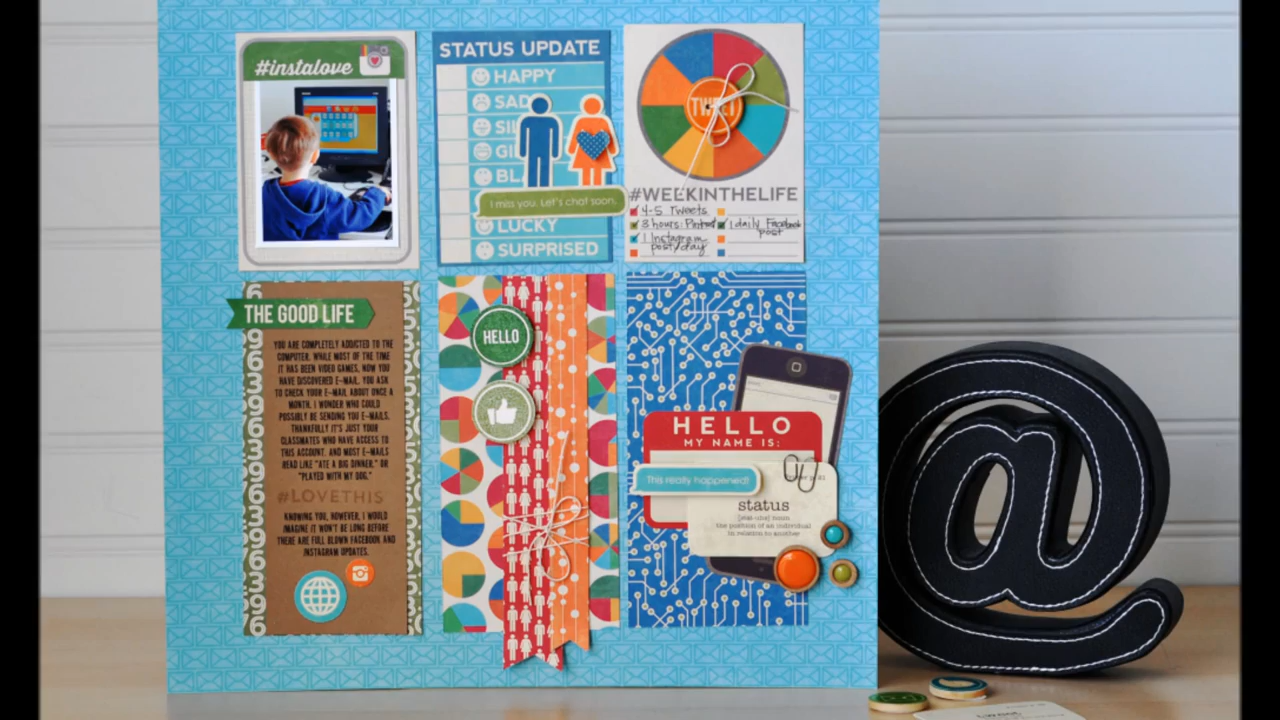 #instalove
STATUS UPDATE
HAPPY
SAD
SIL
GI
BL
I miss you. Let's chat soon.
LUCKY
SURPRISED
TWEET
#WEEKINTHELIFE
4-5 Tweets
3 hours:
1 daily Facebook
post
1 Instagram
post/day
THE GOOD LIFE
YOU ARE COMPLETELY ADDICTED TO THE
COMPUTER. WHILE MOST OF THE TIME
IT HAS BEEN VIDEO GAMES, NOW YOU
HAVE DISCOVERED E-MAIL. YOU ASK
TO CHECK YOUR E-MAIL ABOUT ONCE A
MONTH. I WONDER WHO COULD
POSSIBLY BE SENDING YOU E-MAILS.
THANKFULLY IT'S JUST YOUR
CLASSMATES WHO HAVE ACCESS TO
THIS ACCOUNT. AND MOST E-MAILS
READ LIKE "ATE A BIG DINNER." OR
"PLAYED WITH MY DOG."
#LOVETHIS
KNOWING YOU, HOWEVER, I WOULD
IMAGINE IT WON'T BE LONG BEFORE
THERE ARE FULL BLOWN FACEBOOK AND
INSTAGRAM UPDATES.
HELLO
HELLO
MY NAME IS:
This really happened!
status
noun
the position of an individual
in relation to another
@